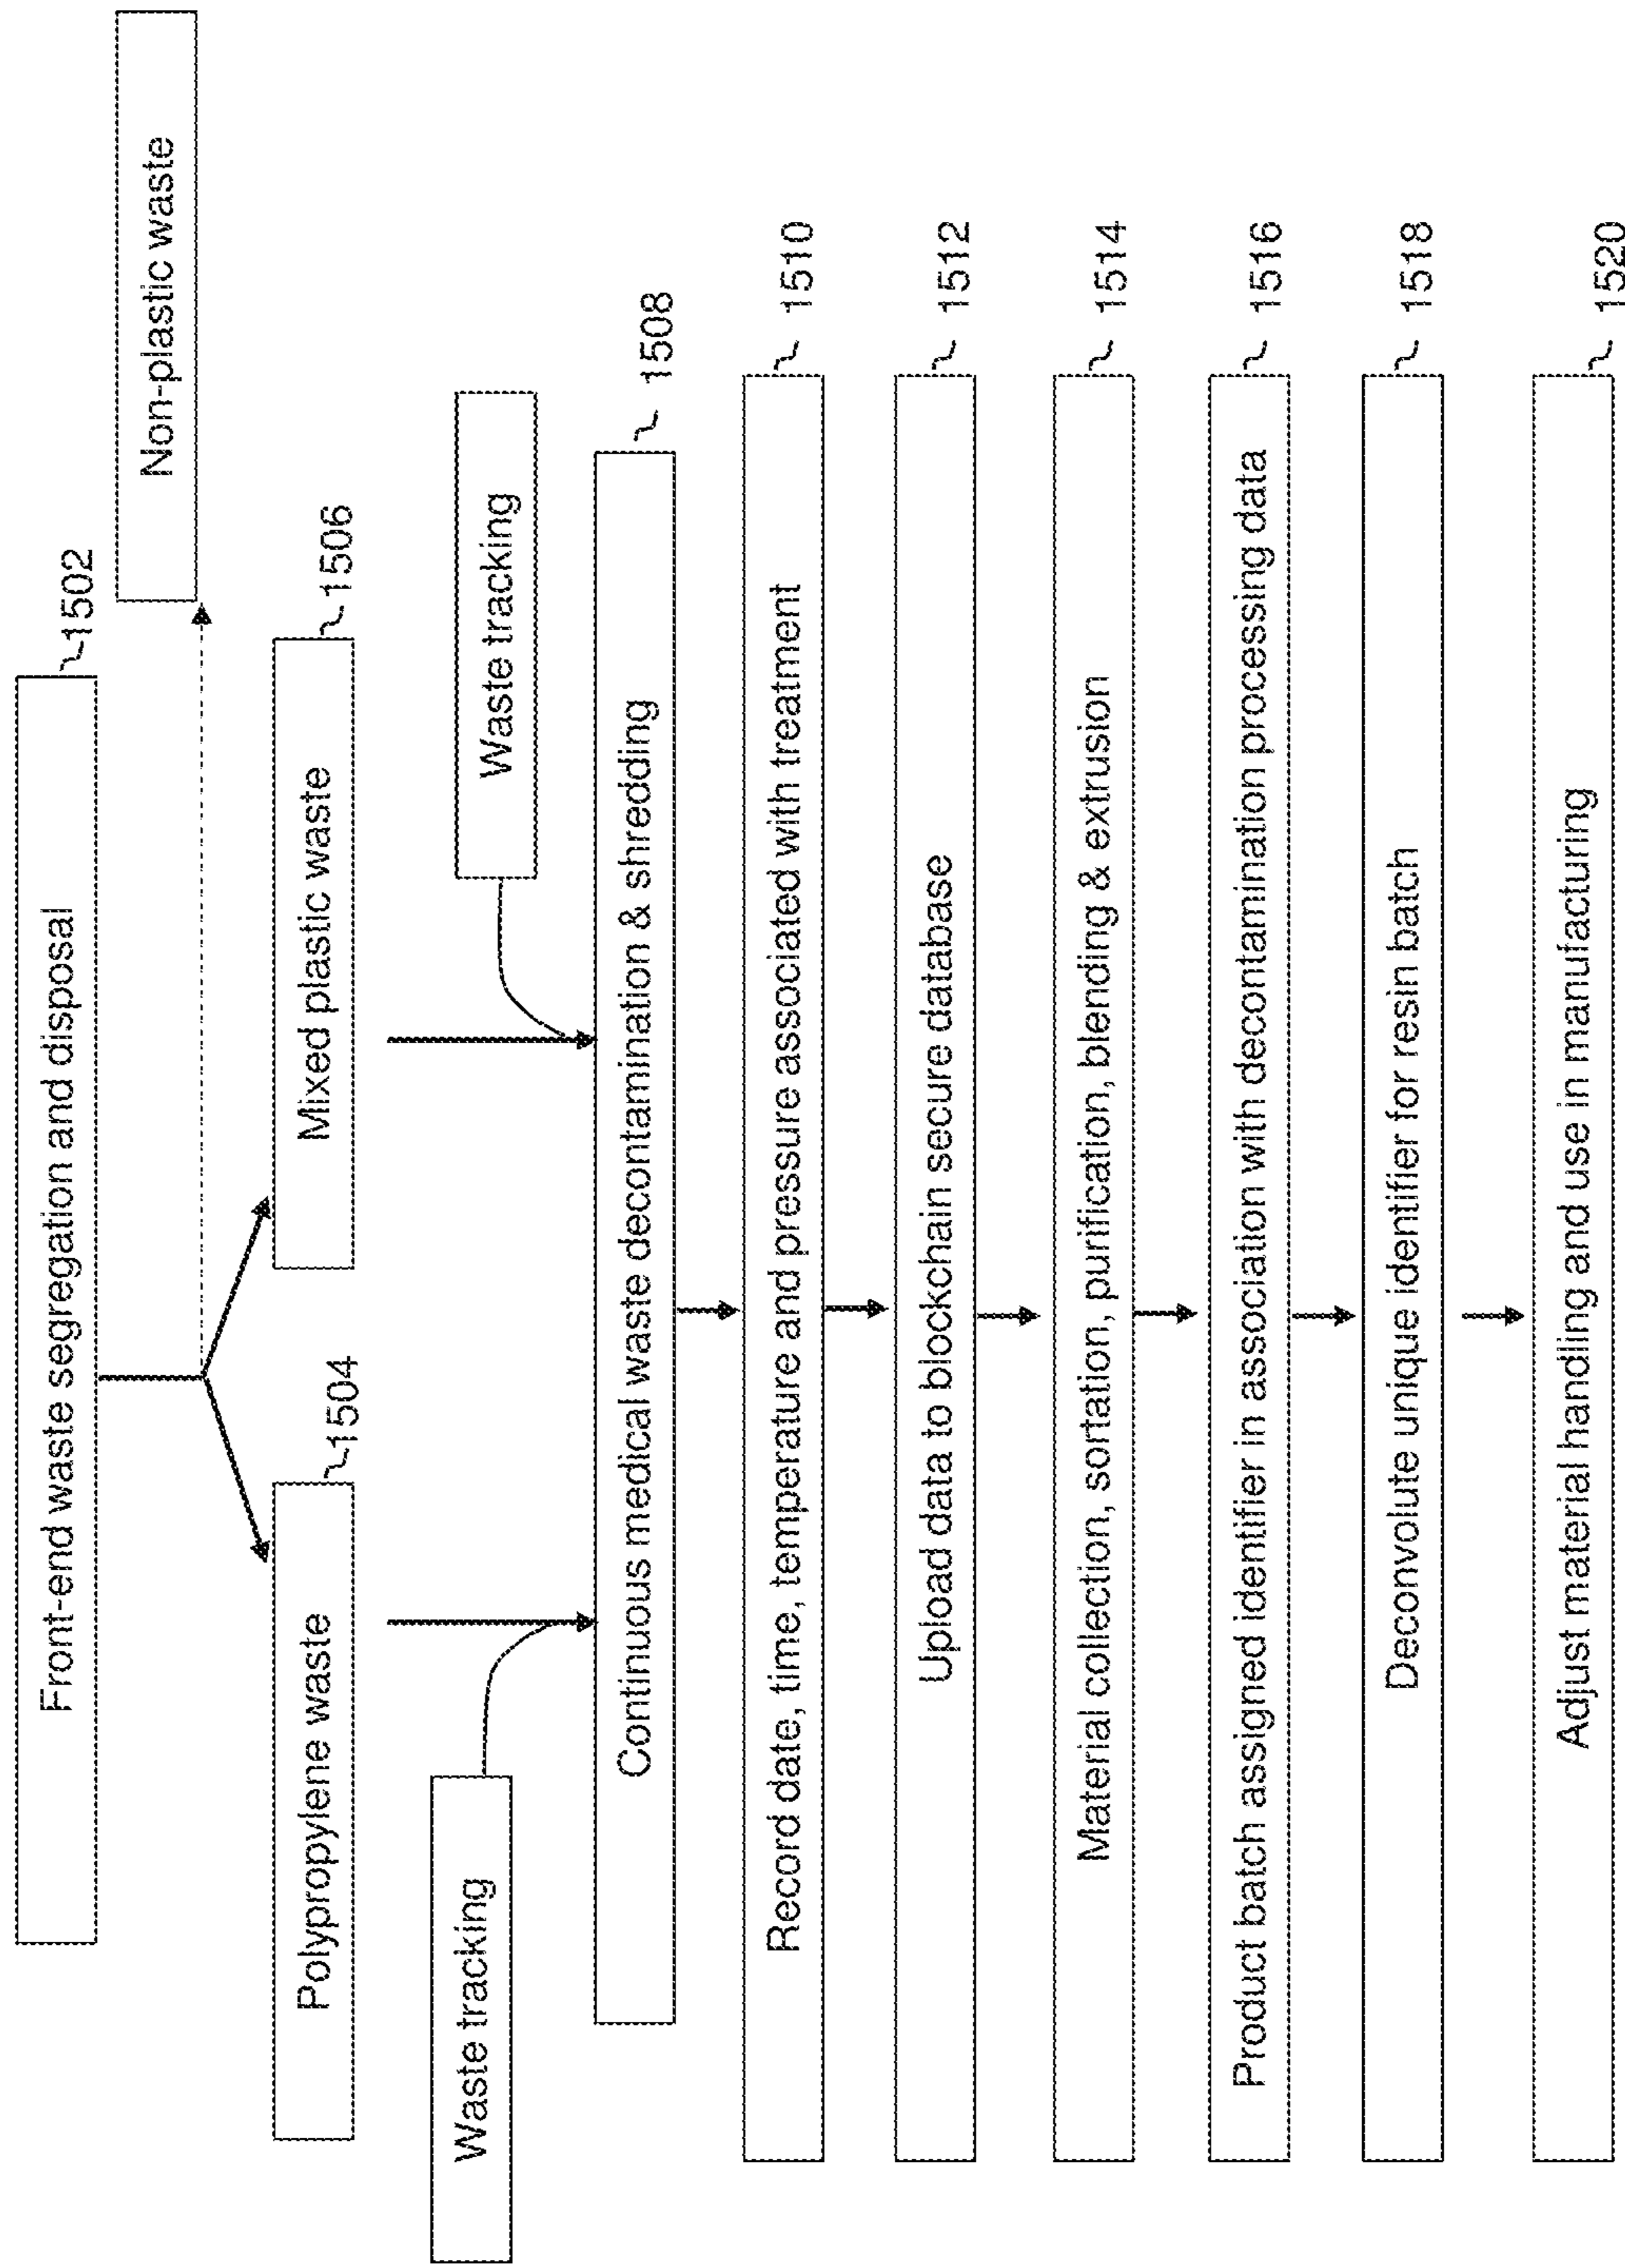 Front-end waste segregation and disposal
1502
Non-plastic waste
Polypropylene waste
1504
Mixed plastic waste
1506
Waste tracking
Waste tracking
Continuous medical waste decontamination & shredding
1508
Record date, time, temperature and pressure associated with treatment
1510
Upload data to blockchain secure database
1512
Material collection, sortation, purification, blending & extrusion
1514
Product batch assigned identifier in association with decontamination processing data
1516
Deconvolute unique identifier for resin batch
1518
Adjust material handling and use in manufacturing
1520